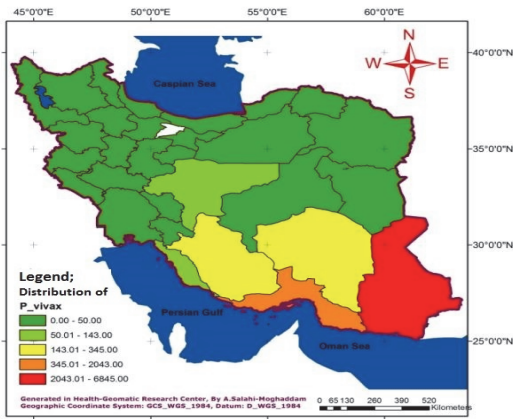 45°0'0"E 50°0'0"E 55°0'0"E 60°0'0"E
N
W E
S
40°0'0"N
Caspian Sea
35°0'0"N
30°0'0"N
Legend;
Distribution of
P_vivax
0.00 - 50.00
50.01 - 143.00
143.01 - 345.00
345.01 - 2043.00
2043.01 - 6845.00
Persian Gulf
Oman Sea
25°0'0"N
Generated in Health-Geomatic Research Center, By A.Salahi-Moghaddam
Geographic Coordinate System: GCS_WGS_1984, Datum: D_WGS_1984
0 65 130 260 390 520
Kilometers